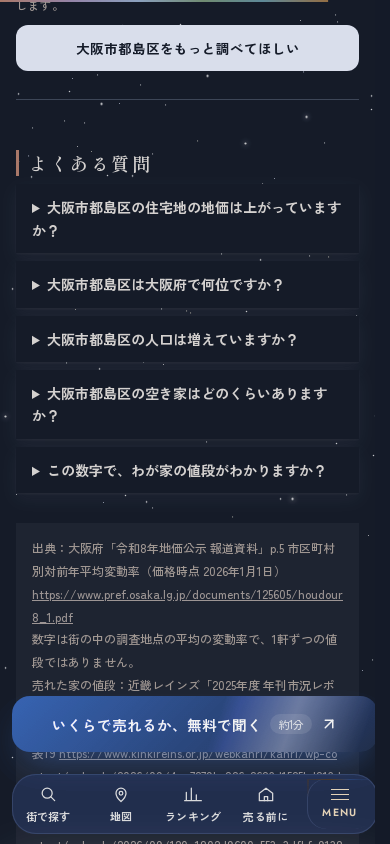 します。
大阪市都島区をもっと調べてほしい
よくある質問
▶ 大阪市都島区の住宅地の地価は上がっています
か？
▶ 大阪市都島区は大阪府で何位ですか？
▶ 大阪市都島区の人口は増えていますか？
▶ 大阪市都島区の空き家はどのくらいあります
か？
▶ この数字で、わが家の値段がわかりますか？
出典：大阪府「令和8年地価公示 報道資料」p.5 市区町村
別対前年平均変動率（価格時点 2026年1月1日）
https://www.pref.osaka.lg.jp/documents/125605/houdour
8_1.pdf
数字は街の中の調査地点の平均の変動率で、1軒ずつの値
段ではありません。
売れた家の値段：近畿レインズ「2025年度 年刊市況レポ
いくらで売れるか、無料で聞く 約1分
表19 https://www.kinkireins.or.jp/webkanri/kanri/wp-co
街で探す 地図 ランキング 売る前に MENU